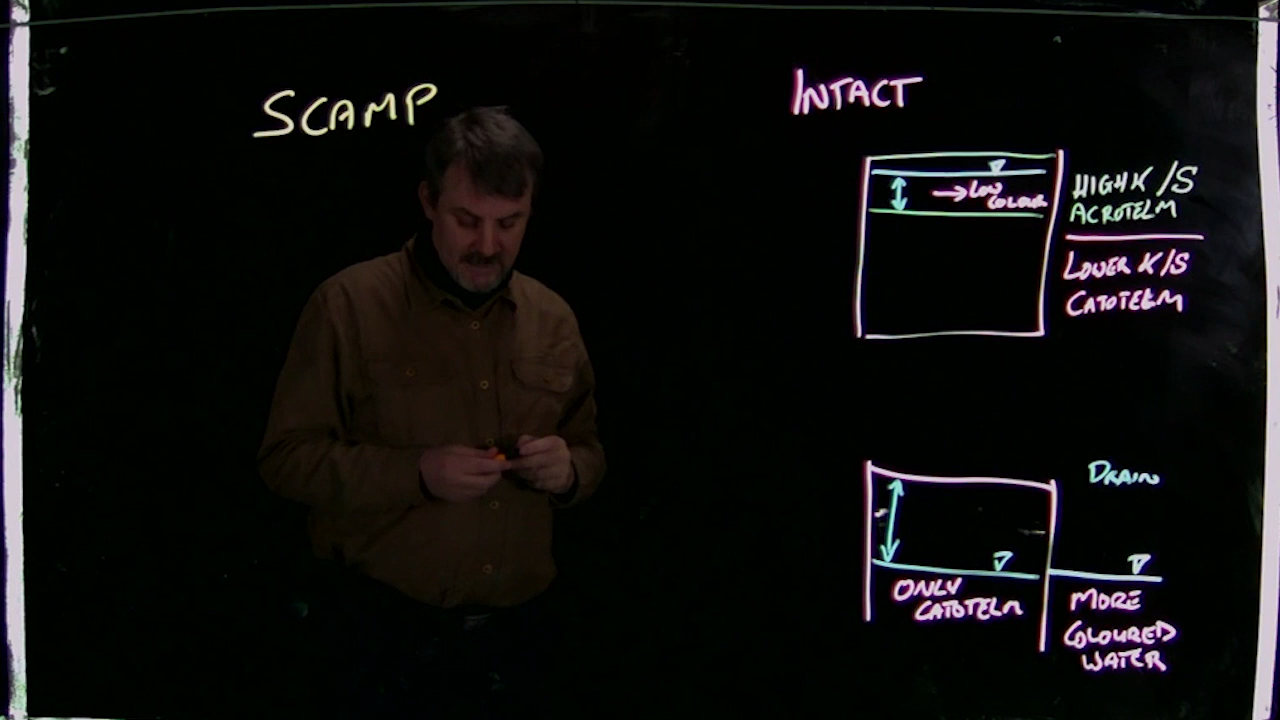 SCAMP
INTACT
→ LOW
COLOUR
HIGH K/S
ACROTELM
LOWER K/S
CATOTELM
DRAIN
ONLY
CATOTELM
MORE
COLOURED
WATER